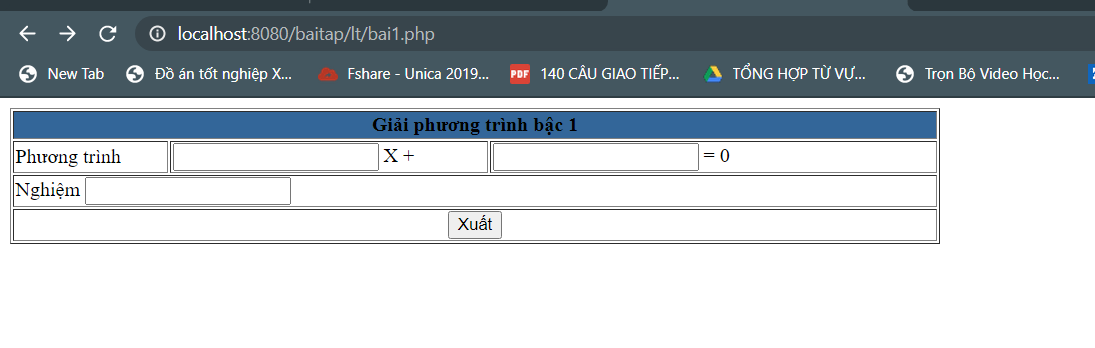 localhost:8080/baitap/lt/bai1.php
New Tab Đồ án tốt nghiệp X... Fshare - Unica 2019... PDF 140 CÂU GIAO TIẾP... TỔNG HỢP TỪ VỰ... Trọn Bộ Video Học...
Giải phương trình bậc 1
Phương trình X + = 0
Nghiệm
Xuất